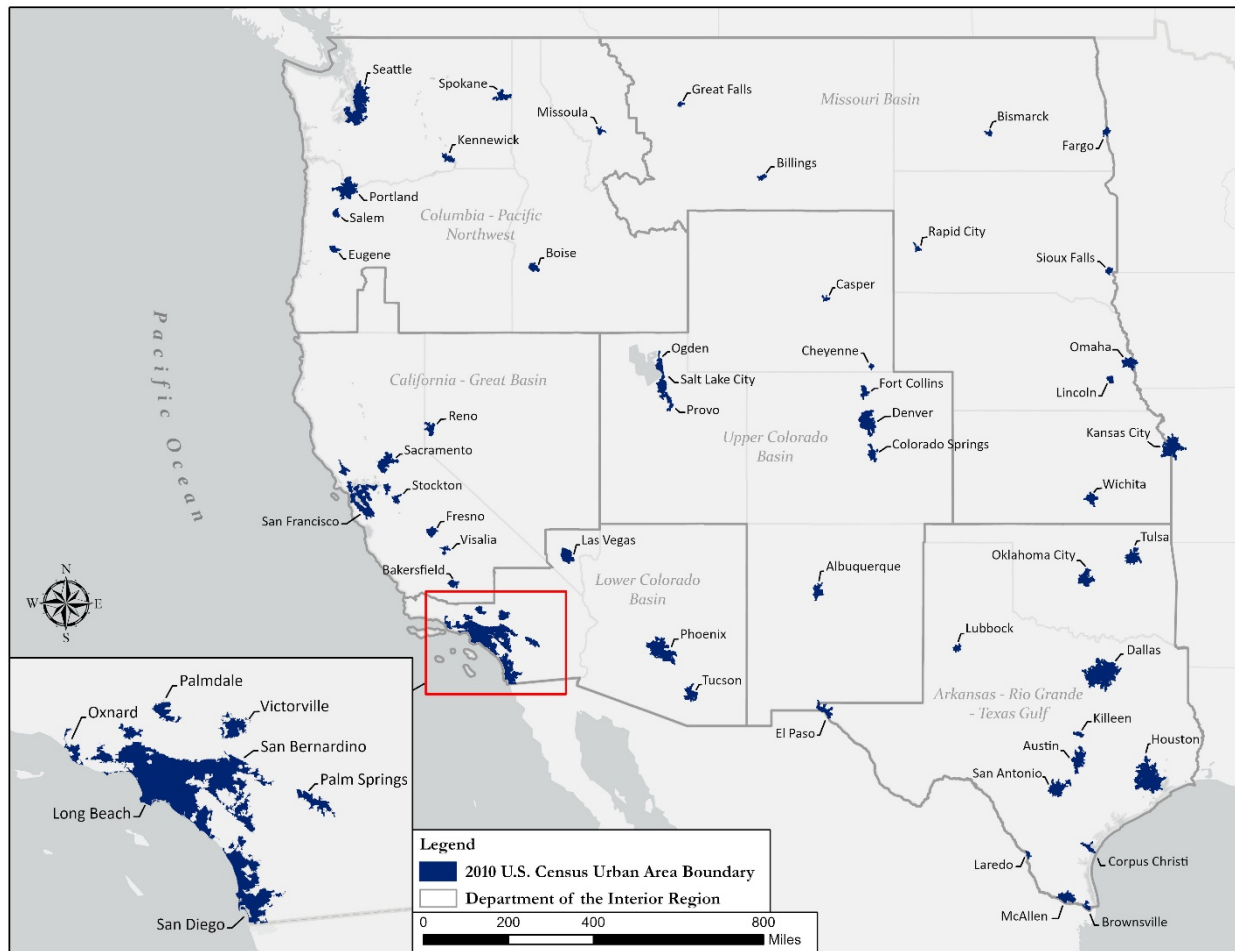 Seattle
Spokane
Great Falls
Missouri Basin
Missoula
Bismarck
Fargo
Kennewick
Billings
Portland
Salem
Columbia - Pacific
Northwest
Rapid City
Eugene
Boise
Sioux Falls
Casper
Pacific Ocean
Ogden
Cheyenne
Omaha
California - Great Basin
Salt Lake City
Fort Collins
Lincoln
Provo
Reno
Denver
Upper Colorado
Basin
Kansas City
Sacramento
Colorado Springs
Stockton
Wichita
San Francisco
Fresno
Las Vegas
Tulsa
Visalia
Oklahoma City
Bakersfield
Lower Colorado
Basin
Albuquerque
N
W E
S
Phoenix
Lubbock
Dallas
Tucson
Arkansas - Rio Grande
- Texas Gulf
Palmdale
El Paso
Killeen
Oxnard
Victorville
Austin
Houston
San Bernardino
San Antonio
Palm Springs
Long Beach
Legend
2010 U.S. Census Urban Area Boundary
Department of the Interior Region
Laredo
Corpus Christi
San Diego
0 200 400 800
Miles
McAllen
Brownsville